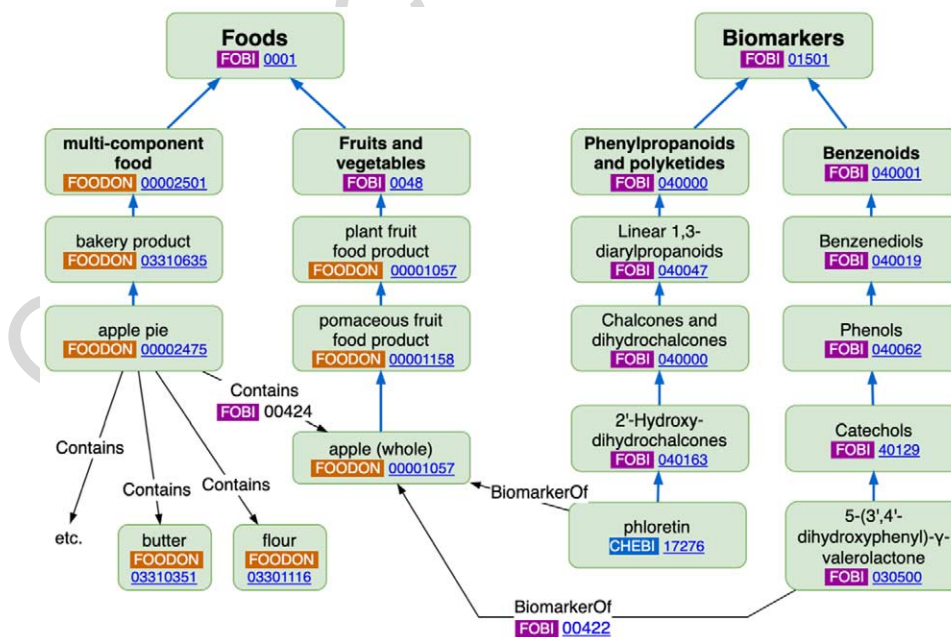 Foods
FOBI 0001
Biomarkers
FOBI 01501
multi-component
food
FOODON 00002501
Fruits and
vegetables
FOBI 0048
Phenylpropanoids
and polyketides
FOBI 040000
Benzenoids
FOBI 040001
bakery product
FOODON 03310635
plant fruit
food product
FOODON 00001057
Linear 1,3-
diarylpropanoids
FOBI 040047
Benzenediols
FOBI 040019
apple pie
FOODON 00002475
pomaceous fruit
food product
FOODON 00001158
Chalcones and
dihydrochalcones
FOBI 040000
Phenols
FOBI 040062
Contains
FOBI 00424
apple (whole)
FOODON 00001057
2'-Hydroxy-
dihydrochalcones
FOBI 040163
Catechols
FOBI 40129
Contains
Contains
Contains
BiomarkerOf
etc.
butter
FOODON
03310351
flour
FOODON
03301116
phloretin
CHEBI 17276
5-(3',4'-
dihydroxyphenyl)-γ-
valerolactone
FOBI 030500
BiomarkerOf
FOBI 00422